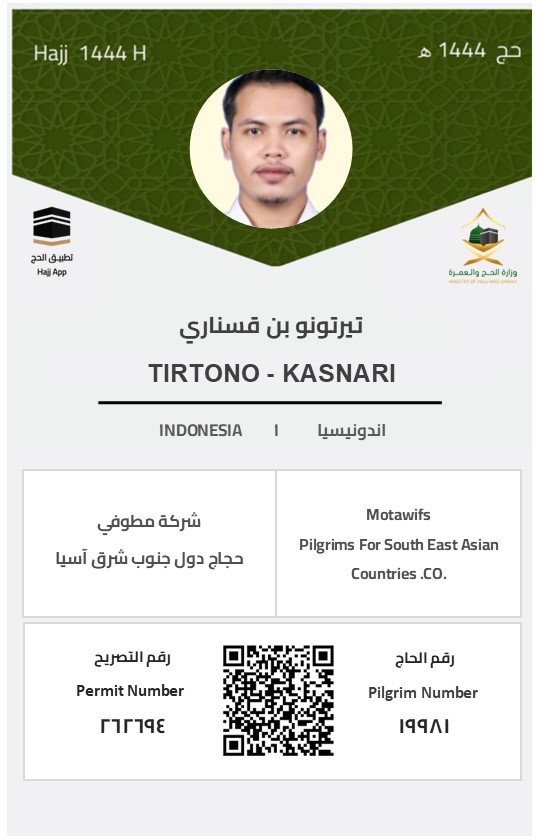 Hajj 1444 H
حج 1444 ه
تطبيق الحج
Hajj App
وزارة الحج والعمرة
MINISTRY OF HAJJ AND UMRAH
تيرتونو بن قسناري
TIRTONO - KASNARI
INDONESIA | اندونيسيا
شركة مطوفي
حجاج دول جنوب شرق آسيا
Motawifs
Pilgrims For South East Asian
Countries .CO.
رقم التصريح
Permit Number
٢٦٢٦٩٤
رقم الحاج
Pilgrim Number
١٩٩٨١